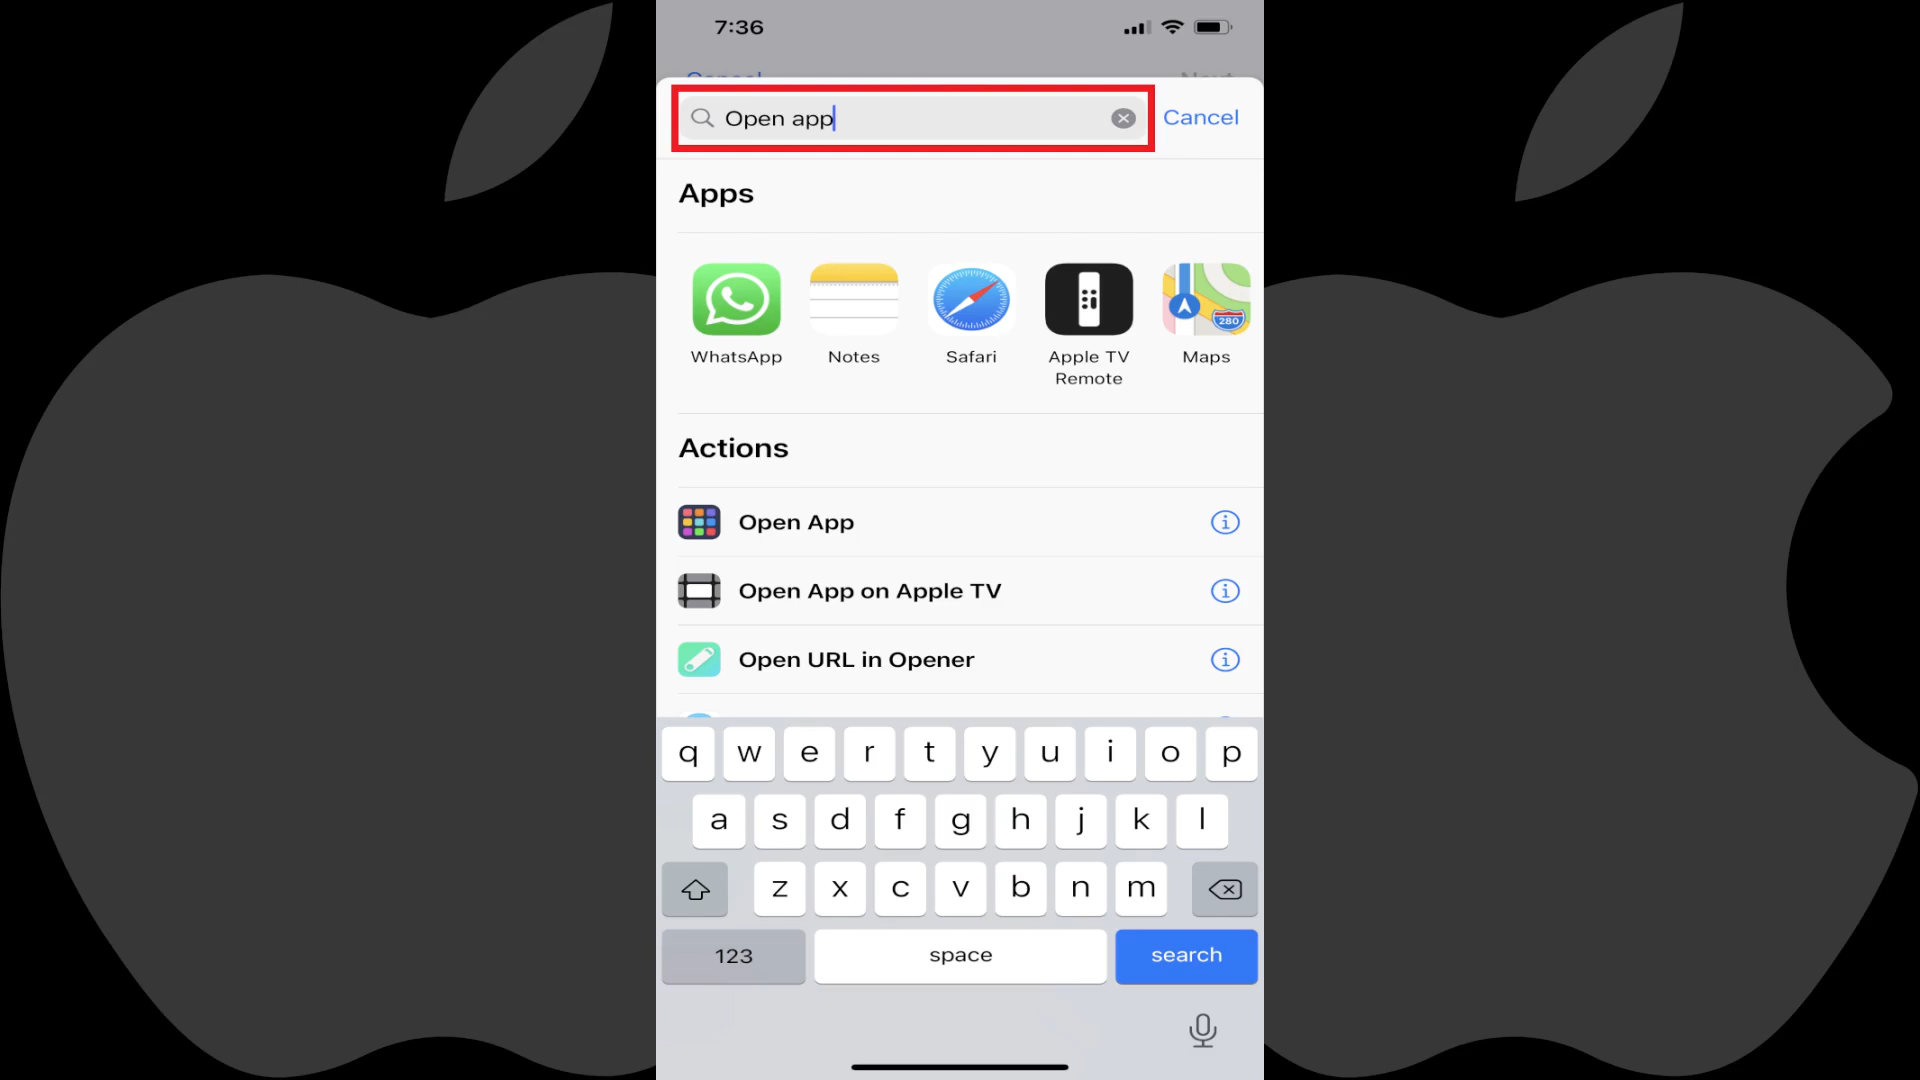 7:36
Open app
Cancel
Apps
280
WhatsApp
Notes
Safari
Apple TV
Remote
Maps
Actions
Open App
Open App on Apple TV
Open URL in Opener
q w e r t y u i o p
a s d f g h j k l
z x c v b n m
123
space
search